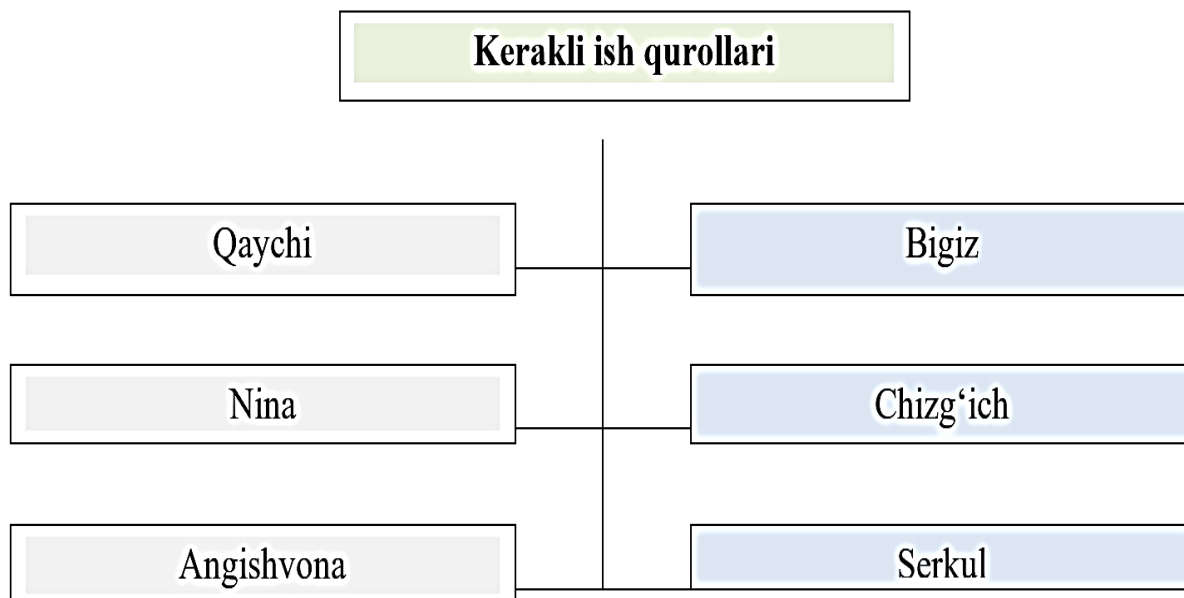 Kerakli ish qurollari
Qaychi
Bigiz
Nina
Chizg‘ich
Angishvona
Serkul